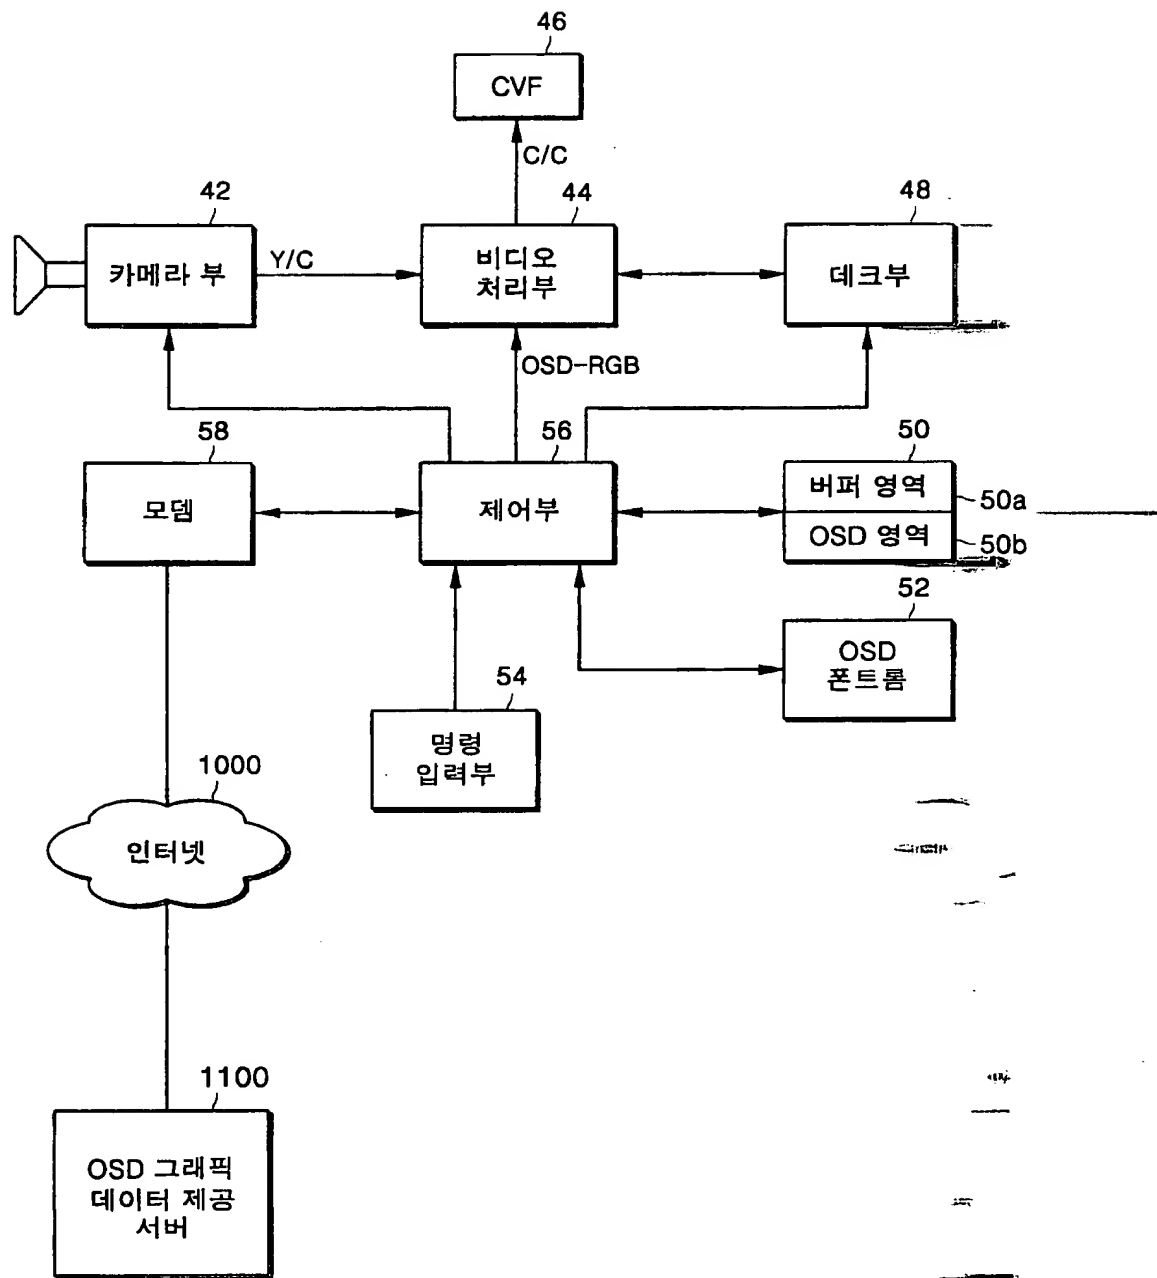 46
CVF
C/C
42
44
48
카메라 부
Y/C
비디오
처리부
데크부
OSD-RGB
58
56
50
모뎀
제어부
버퍼 영역
50a
OSD 영역
50b
52
OSD
폰트롬
54
명령
입력부
1000
인터넷
1100
OSD 그래픽
데이터 제공
서버